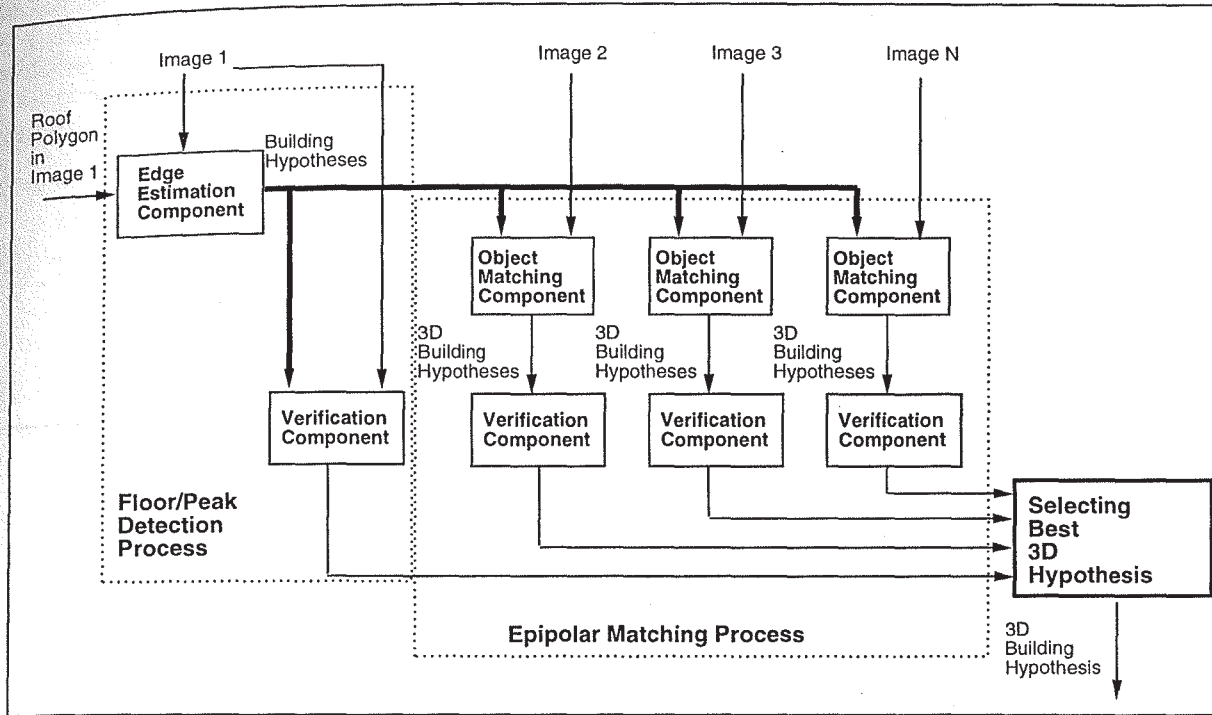 Image 1
Image 2
Image 3
Image N
Roof
Polygon
in
Image 1
Building
Hypotheses
Edge
Estimation
Component
Object
Matching
Component
Object
Matching
Component
Object
Matching
Component
3D
Building
Hypotheses
3D
Building
Hypotheses
3D
Building
Hypotheses
Verification
Component
Verification
Component
Verification
Component
Verification
Component
Floor/Peak
Detection
Process
Selecting
Best
3D
Hypothesis
Epipolar Matching Process
3D
Building
Hypothesis